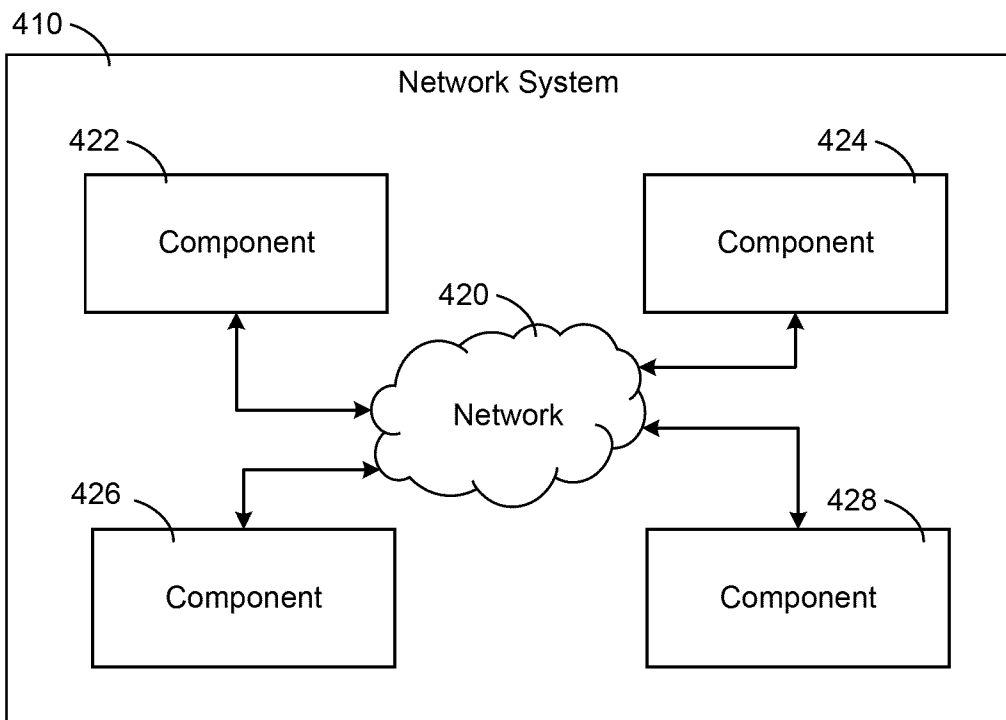 410
Network System
422
424
Component
Component
420
Network
426
428
Component
Component